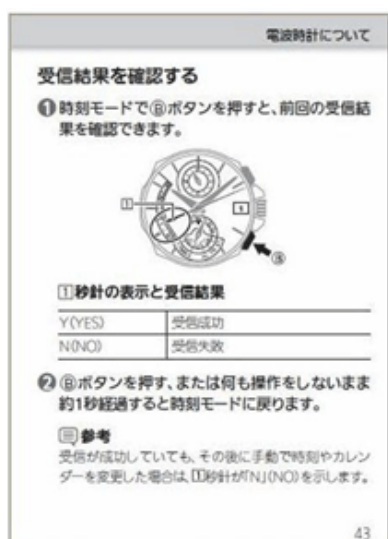 電波時計について
受信結果を確認する
❶時刻モードでⒷボタンを押すと、前回の受信結
果を確認できます。
1
Ⓑ
1秒針の表示と受信結果
Y(YES) 受信成功
N(NO) 受信失敗
❷Ⓑボタンを押す、または何も操作をしないまま
約1秒経過すると時刻モードに戻ります。
参考
受信が成功していても、その後に手動で時刻やカレン
ダーを変更した場合は、1秒針が「N」(NO)を示します。
43